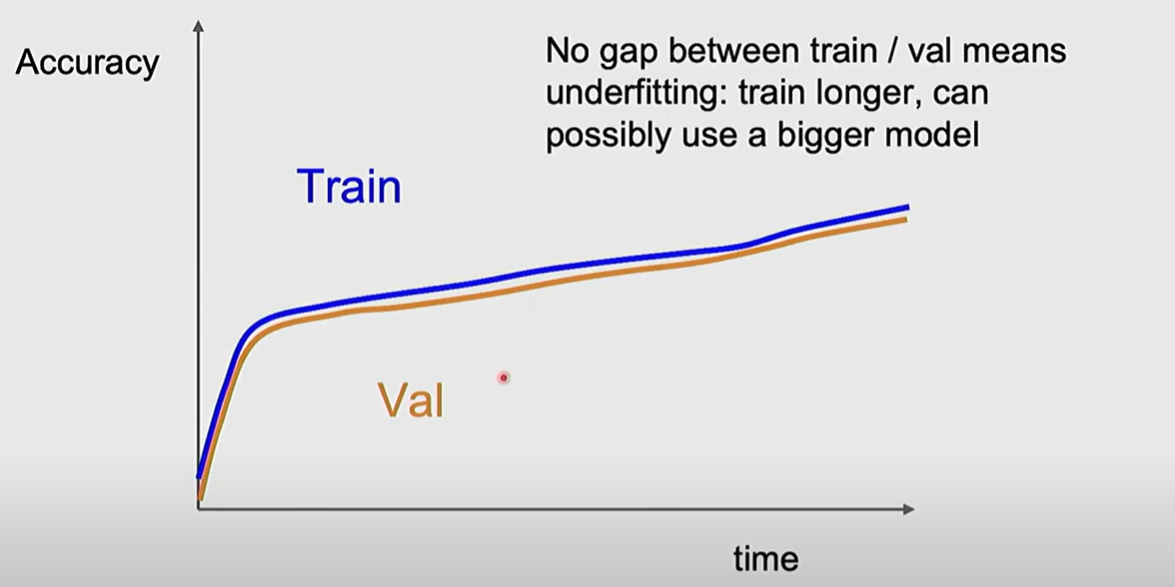 Accuracy
No gap between train / val means
underfitting: train longer, can
possibly use a bigger model
Train
Val
time